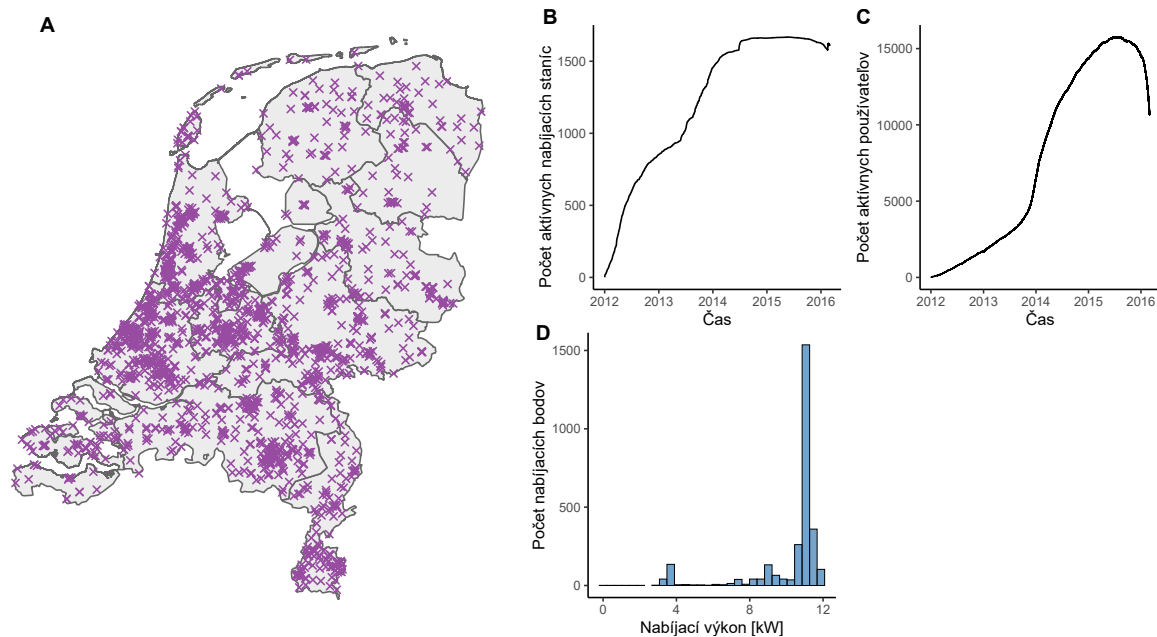 A
B
Počet aktívnych nabíjacích staníc
1500
1000
500
0
2012 2013 2014 2015 2016
Čas
C
Počet aktívnych používateľov
15000
10000
5000
0
2012 2013 2014 2015 2016
Čas
D
Počet nabíjacích bodov
1500
1000
500
0
0 4 8 12
Nabíjací výkon [kW]